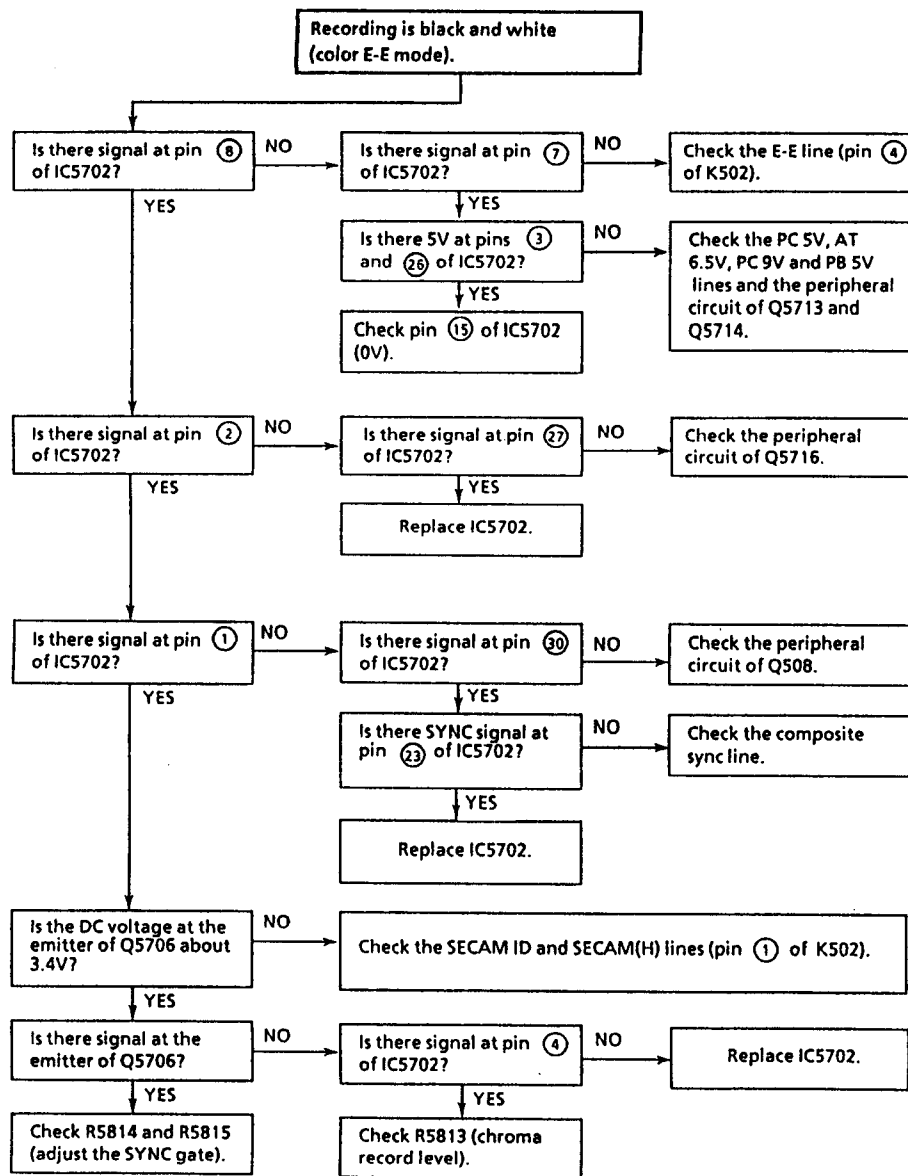 Recording is black and white
(color E-E mode).
Is there signal at pin ⑧
of IC5702?
NO
Is there signal at pin ⑦
of IC5702?
NO
Check the E-E line (pin ④
of K502).
YES
YES
Is there 5V at pins ③
and ㉖ of IC5702?
NO
Check the PC 5V, AT
6.5V, PC 9V and PB 5V
lines and the peripheral
circuit of Q5713 and
Q5714.
YES
Check pin ⑮ of IC5702
(0V).
Is there signal at pin ②
of IC5702?
NO
Is there signal at pin ㉗
of IC5702?
NO
Check the peripheral
circuit of Q5716.
YES
YES
Replace IC5702.
Is there signal at pin ①
of IC5702?
NO
Is there signal at pin ㉚
of IC5702?
NO
Check the peripheral
circuit of Q508.
YES
YES
Is there SYNC signal at
pin ㉓ of IC5702?
NO
Check the composite
sync line.
YES
Replace IC5702.
Is the DC voltage at the
emitter of Q5706 about
3.4V?
NO
Check the SECAM ID and SECAM(H) lines (pin ① of K502).
YES
Is there signal at the
emitter of Q5706?
NO
Is there signal at pin ④
of IC5702?
NO
Replace IC5702.
YES
YES
Check R5814 and R5815
(adjust the SYNC gate).
Check R5813 (chroma
record level).